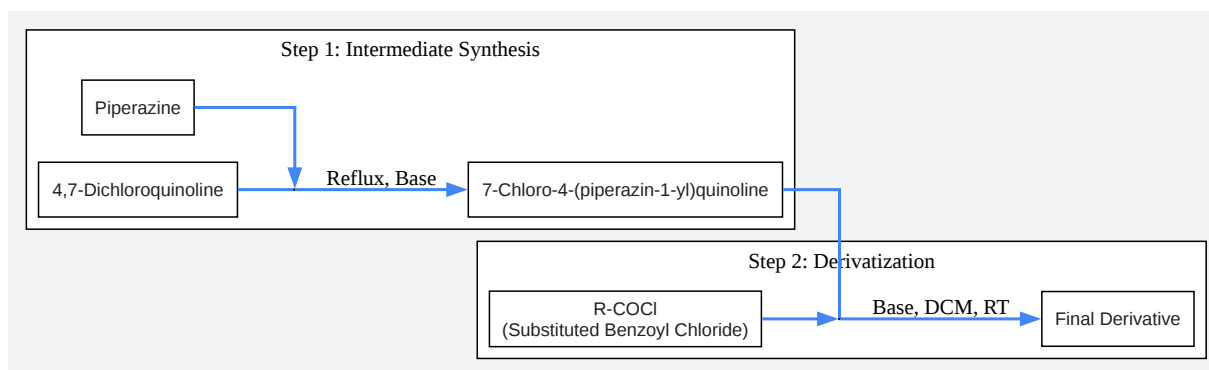 Step 1: Intermediate Synthesis
Piperazine
4,7-Dichloroquinoline
Reflux, Base
7-Chloro-4-(piperazin-1-yl)quinoline
Step 2: Derivatization
R-COCl
(Substituted Benzoyl Chloride)
Base, DCM, RT
Final Derivative